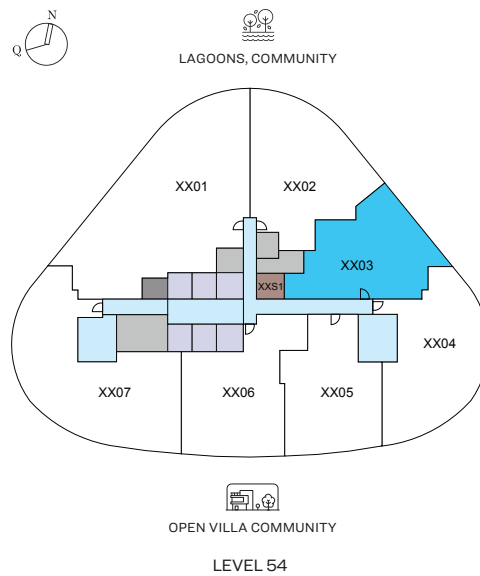 N
Q
LAGOONS, COMMUNITY
XX01
XX02
XX03
XXS1
XX04
XX07
XX06
XX05
OPEN VILLA COMMUNITY
LEVEL 54